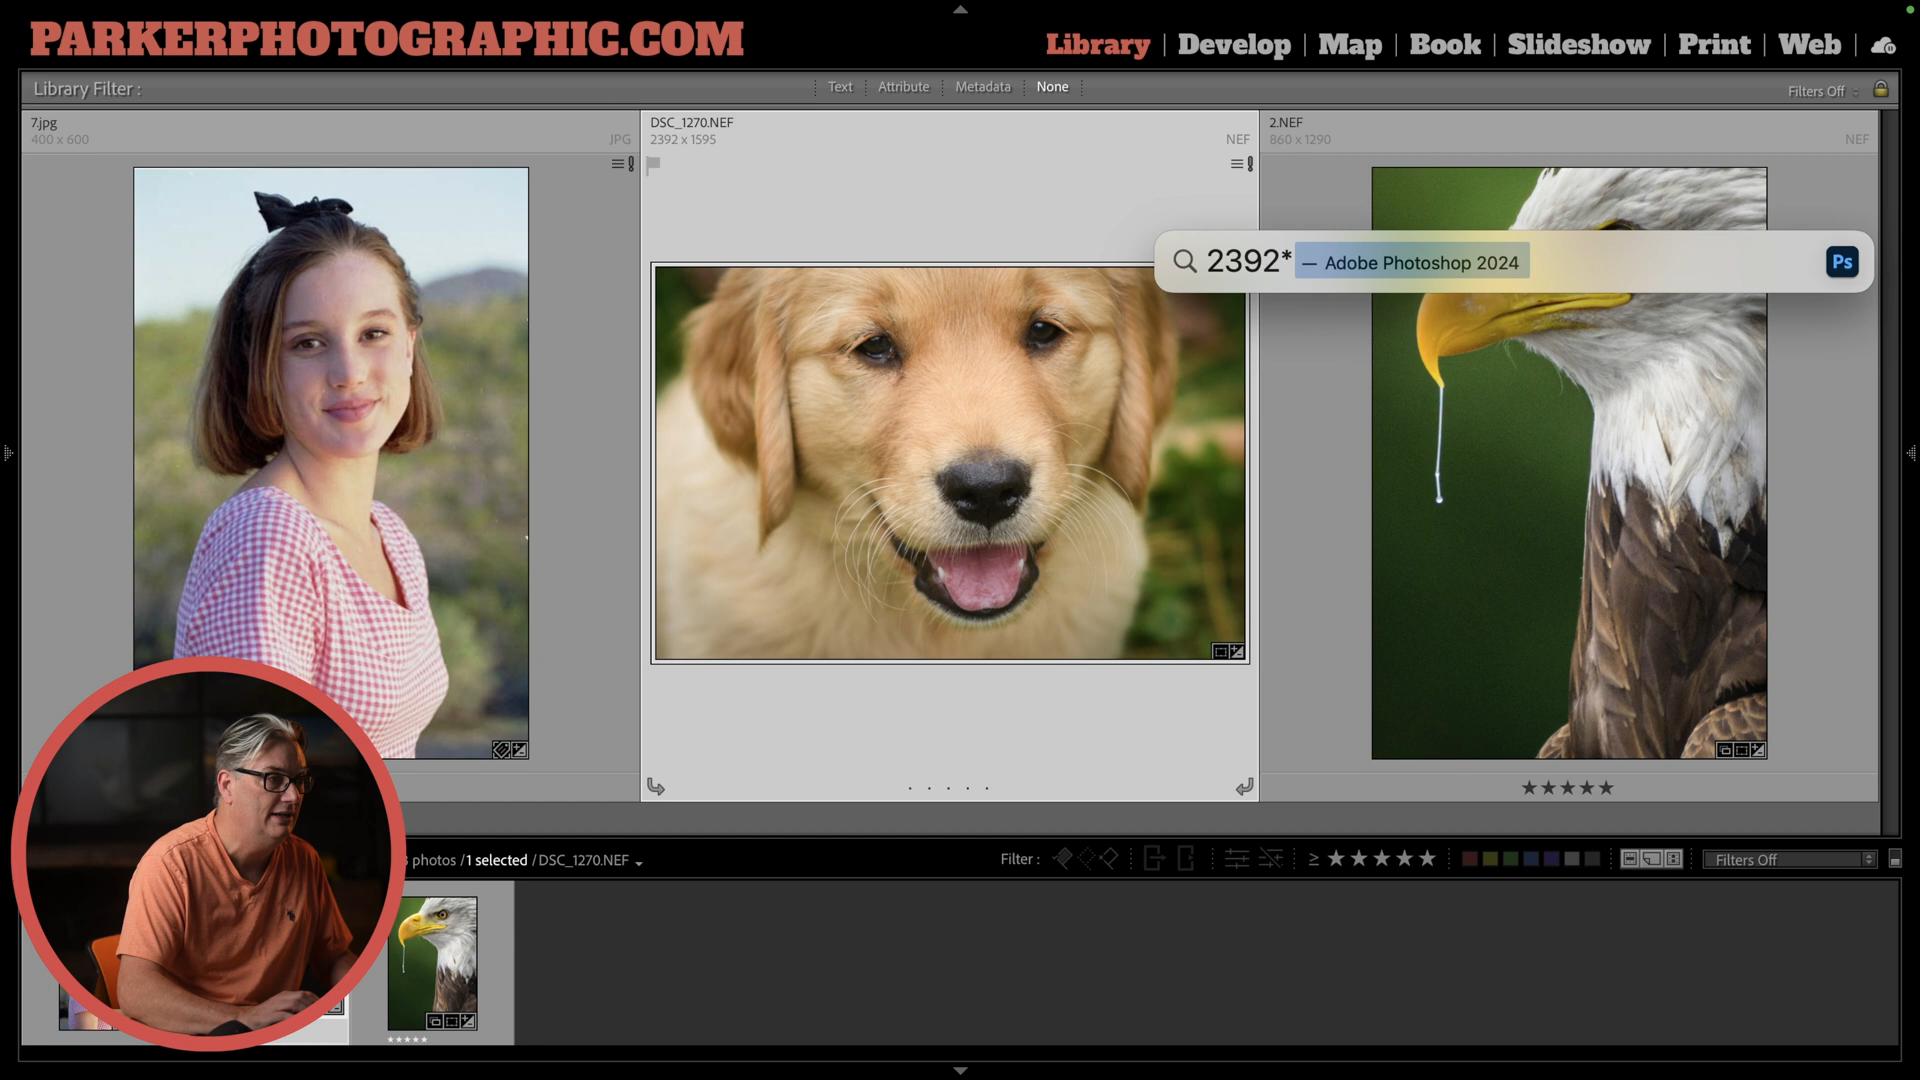 PARKERPHOTOGRAPHIC.COM
Library | Develop | Map | Book | Slideshow | Print | Web |
Library Filter :
Text Attribute Metadata None
Filters Off
7.jpg
400 x 600 JPG
DSC_1270.NEF
2392 x 1595 NEF
2.NEF
860 x 1290 NEF
2392* — Adobe Photoshop 2024
Ps
photos / 1 selected / DSC_1270.NEF
Filter :
≥ ★★★★★
Filters Off